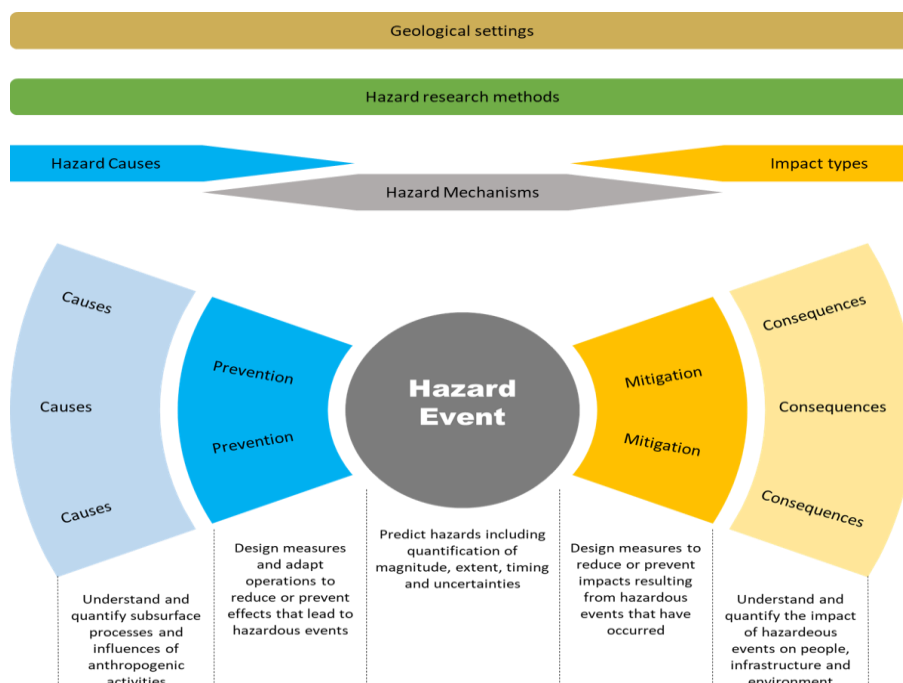 Geological settings
Hazard research methods
Hazard Causes
Impact types
Hazard Mechanisms
Causes
Causes
Causes
Prevention
Prevention
Hazard
Event
Mitigation
Mitigation
Consequences
Consequences
Consequences
Understand and
quantify subsurface
processes and
influences of
anthropogenic
activities
Design measures
and adapt
operations to
reduce or prevent
effects that lead to
hazardous events
Predict hazards including
quantification of
magnitude, extent, timing
and uncertainties
Design measures to
reduce or prevent
impacts resulting
from hazardous
events that have
occurred
Understand and
quantify the impact
of hazardeous
events on people,
infrastructure and
environment